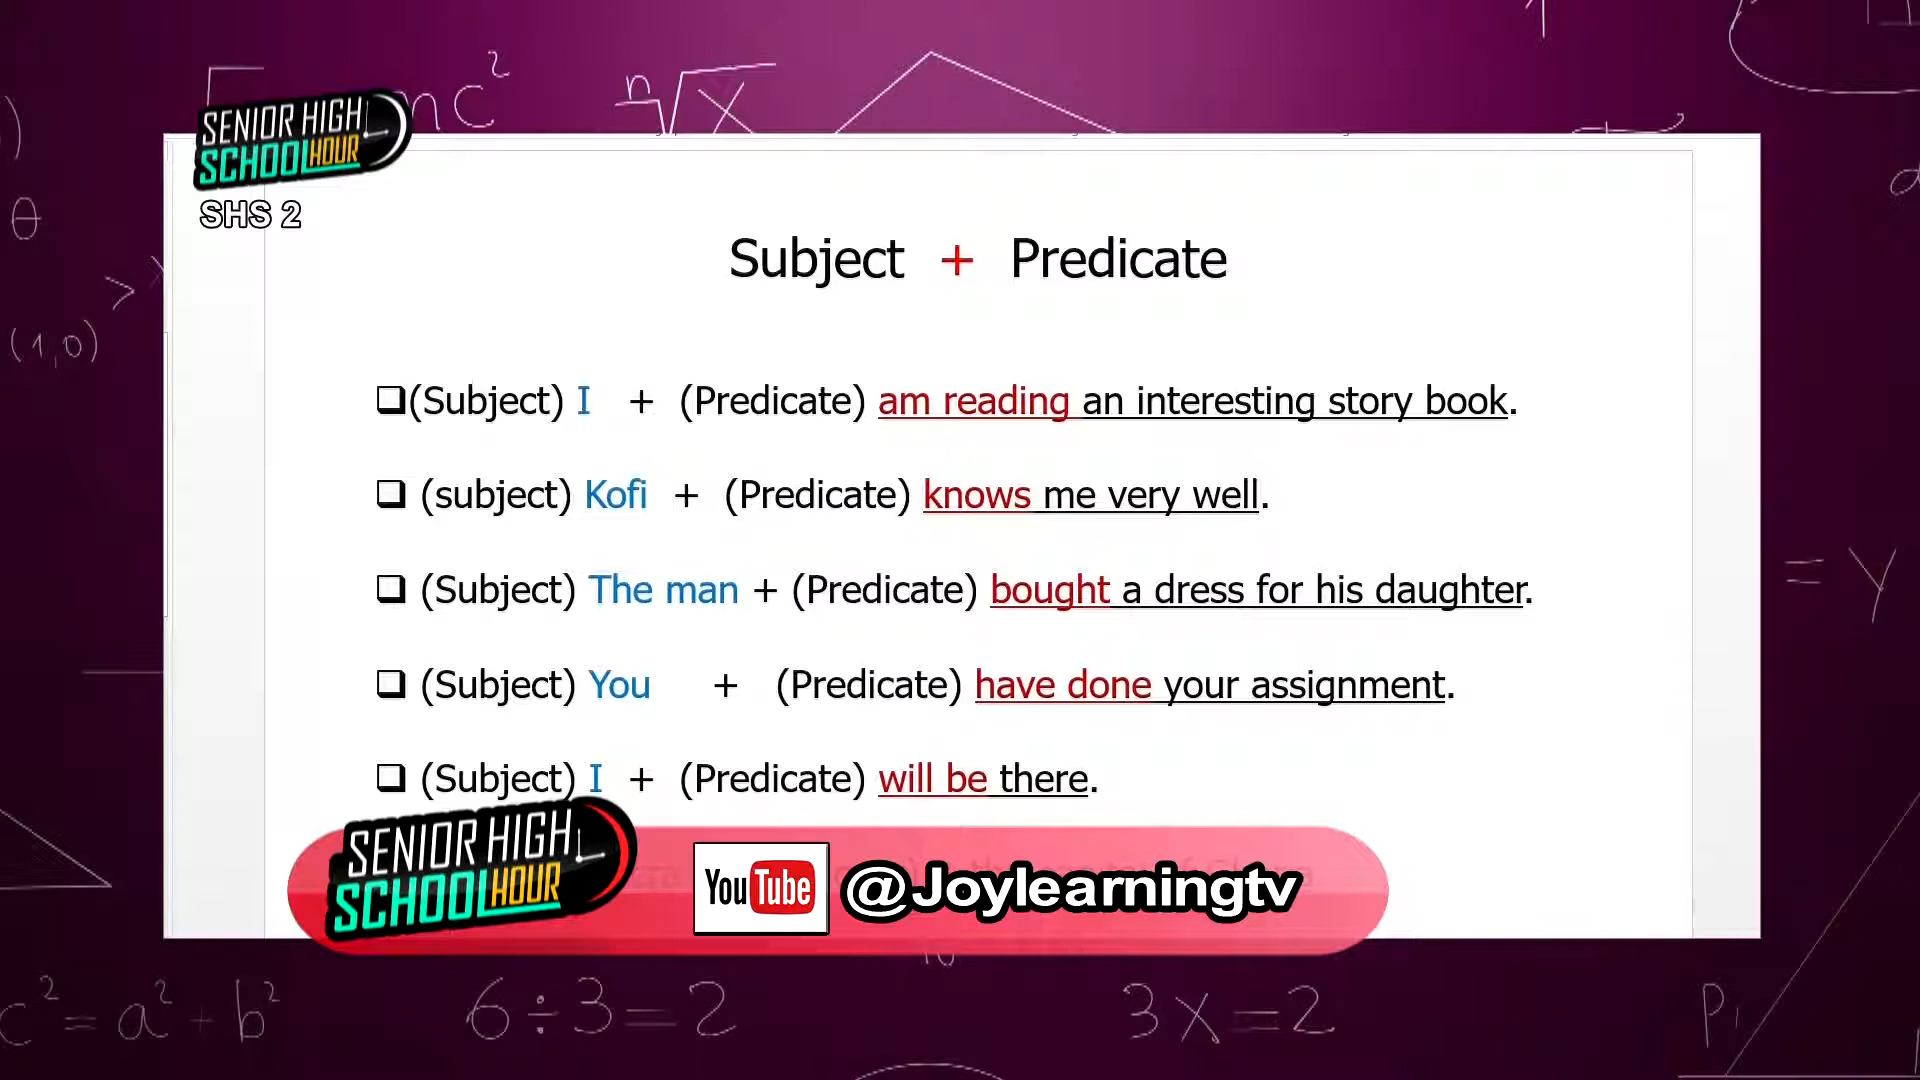 mc²
n√x
SENIOR HIGH
SCHOOL HOUR
SHS 2
θ
>
(1,0)
Subject + Predicate
❑(Subject) I + (Predicate) am reading an interesting story book.
❑ (subject) Kofi + (Predicate) knows me very well.
❑ (Subject) The man + (Predicate) bought a dress for his daughter.
❑ (Subject) You + (Predicate) have done your assignment.
❑ (Subject) I + (Predicate) will be there.
= y
SENIOR HIGH
SCHOOL HOUR
YouTube @Joylearningtv
c² = a² + b²
6÷3=2
3x=2